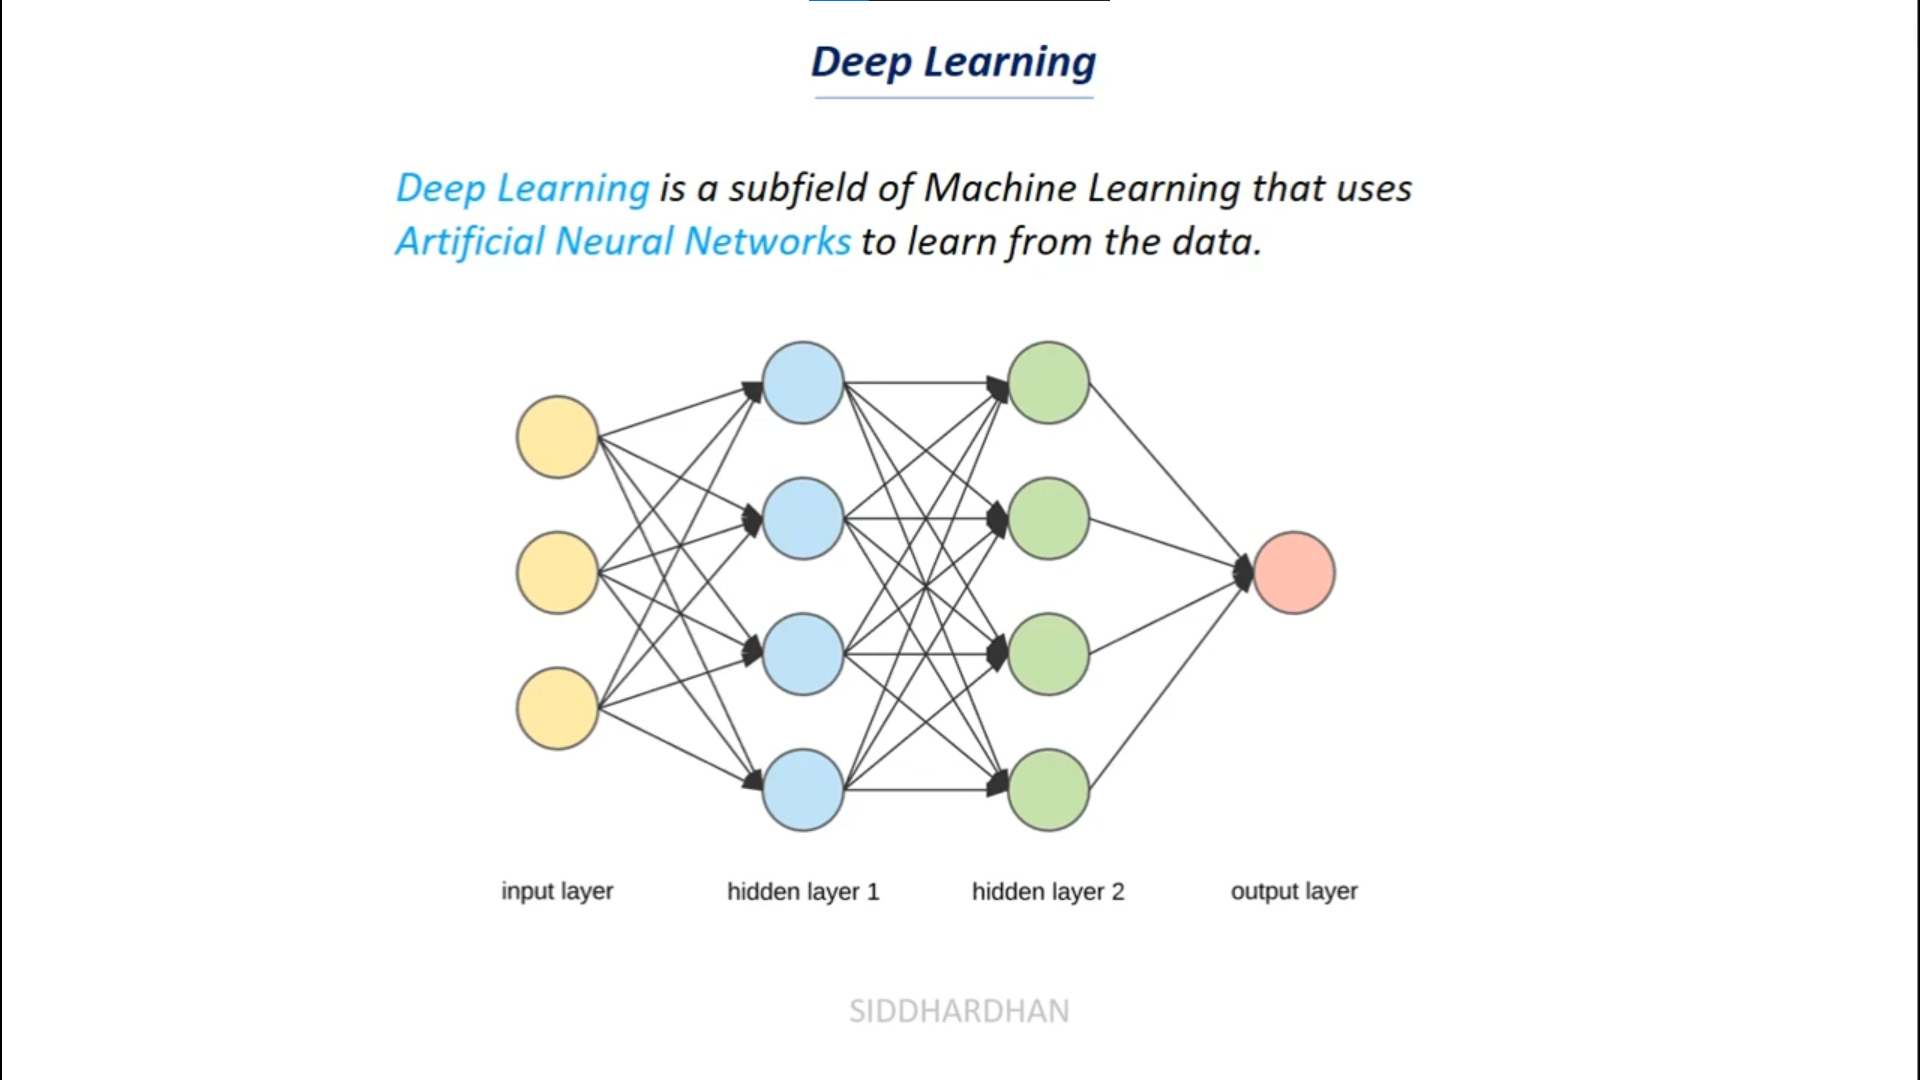 Deep Learning
Deep Learning is a subfield of Machine Learning that uses
Artificial Neural Networks to learn from the data.
input layer
hidden layer 1
hidden layer 2
output layer
SIDDHARDHAN